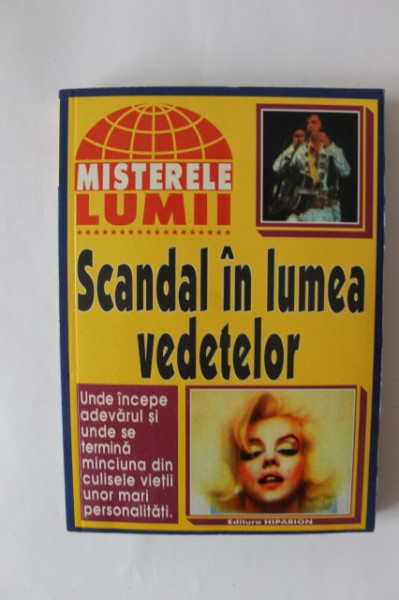 MISTERELE
LUMII
Scandal în lumea
vedetelor
Unde începe
adevărul și
unde se
termină
minciuna din
culisele vieții
unor mari
personalități.
Editura HIPARION